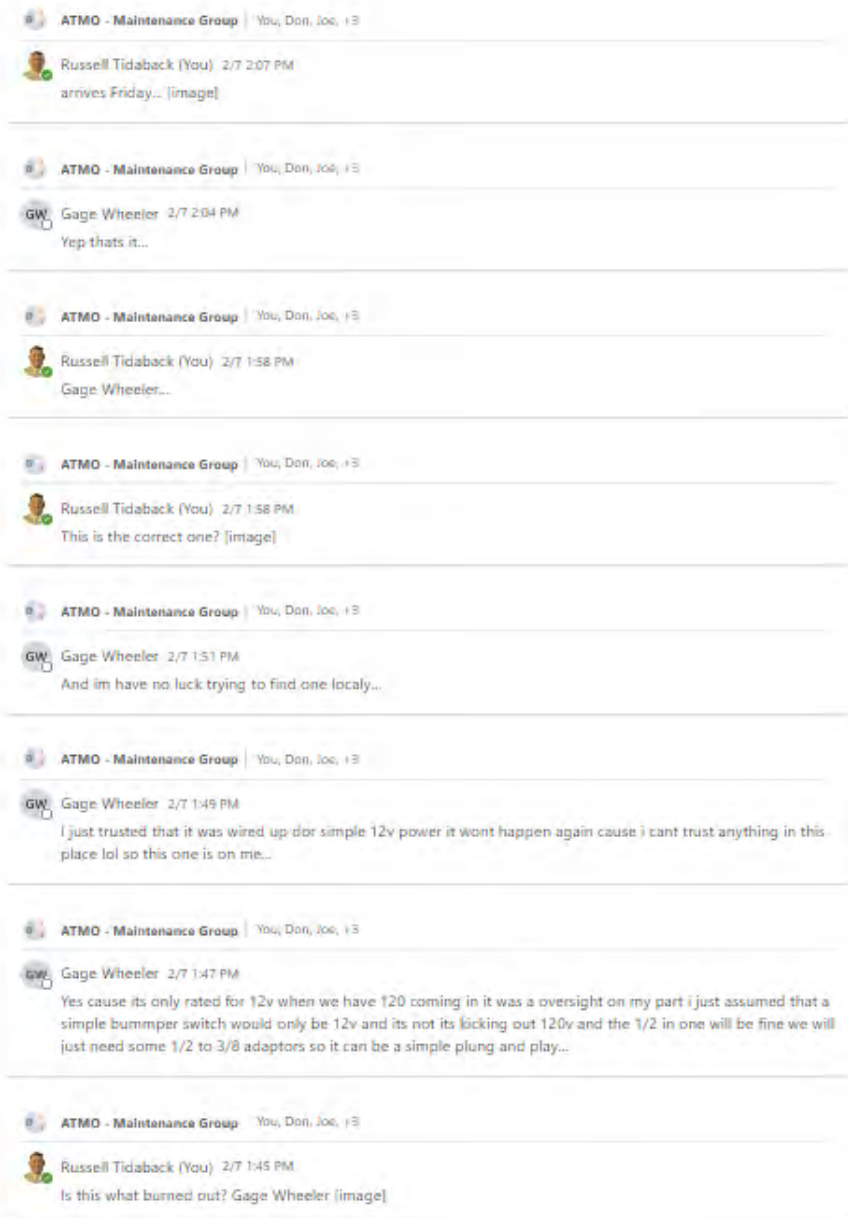 ATMO - Maintenance Group | You, Don, Joe, +3
Russell Tidaback (You) 2/7 2:07 PM
arrives Friday... [image]
ATMO - Maintenance Group | You, Don, Joe, +3
GW Gage Wheeler 2/7 2:04 PM
Yep thats it...
ATMO - Maintenance Group | You, Don, Joe, +3
Russell Tidaback (You) 2/7 1:58 PM
Gage Wheeler...
ATMO - Maintenance Group | You, Don, Joe, +3
Russell Tidaback (You) 2/7 1:58 PM
This is the correct one? [image]
ATMO - Maintenance Group | You, Don, Joe, +3
GW Gage Wheeler 2/7 1:51 PM
And im have no luck trying to find one localy...
ATMO - Maintenance Group | You, Don, Joe, +3
GW Gage Wheeler 2/7 1:49 PM
I just trusted that it was wired up dor simple 12v power it wont happen again cause i cant trust anything in this
place lol so this one is on me...
ATMO - Maintenance Group | You, Don, Joe, +3
GW Gage Wheeler 2/7 1:47 PM
Yes cause its only rated for 12v when we have 120 coming in it was a oversight on my part i just assumed that a
simple bummper switch would only be 12v and its not its kicking out 120v and the 1/2 in one will be fine we will
just need some 1/2 to 3/8 adaptors so it can be a simple plung and play...
ATMO - Maintenance Group You, Don, Joe, +3
Russell Tidaback (You) 2/7 1:45 PM
Is this what burned out? Gage Wheeler [image]